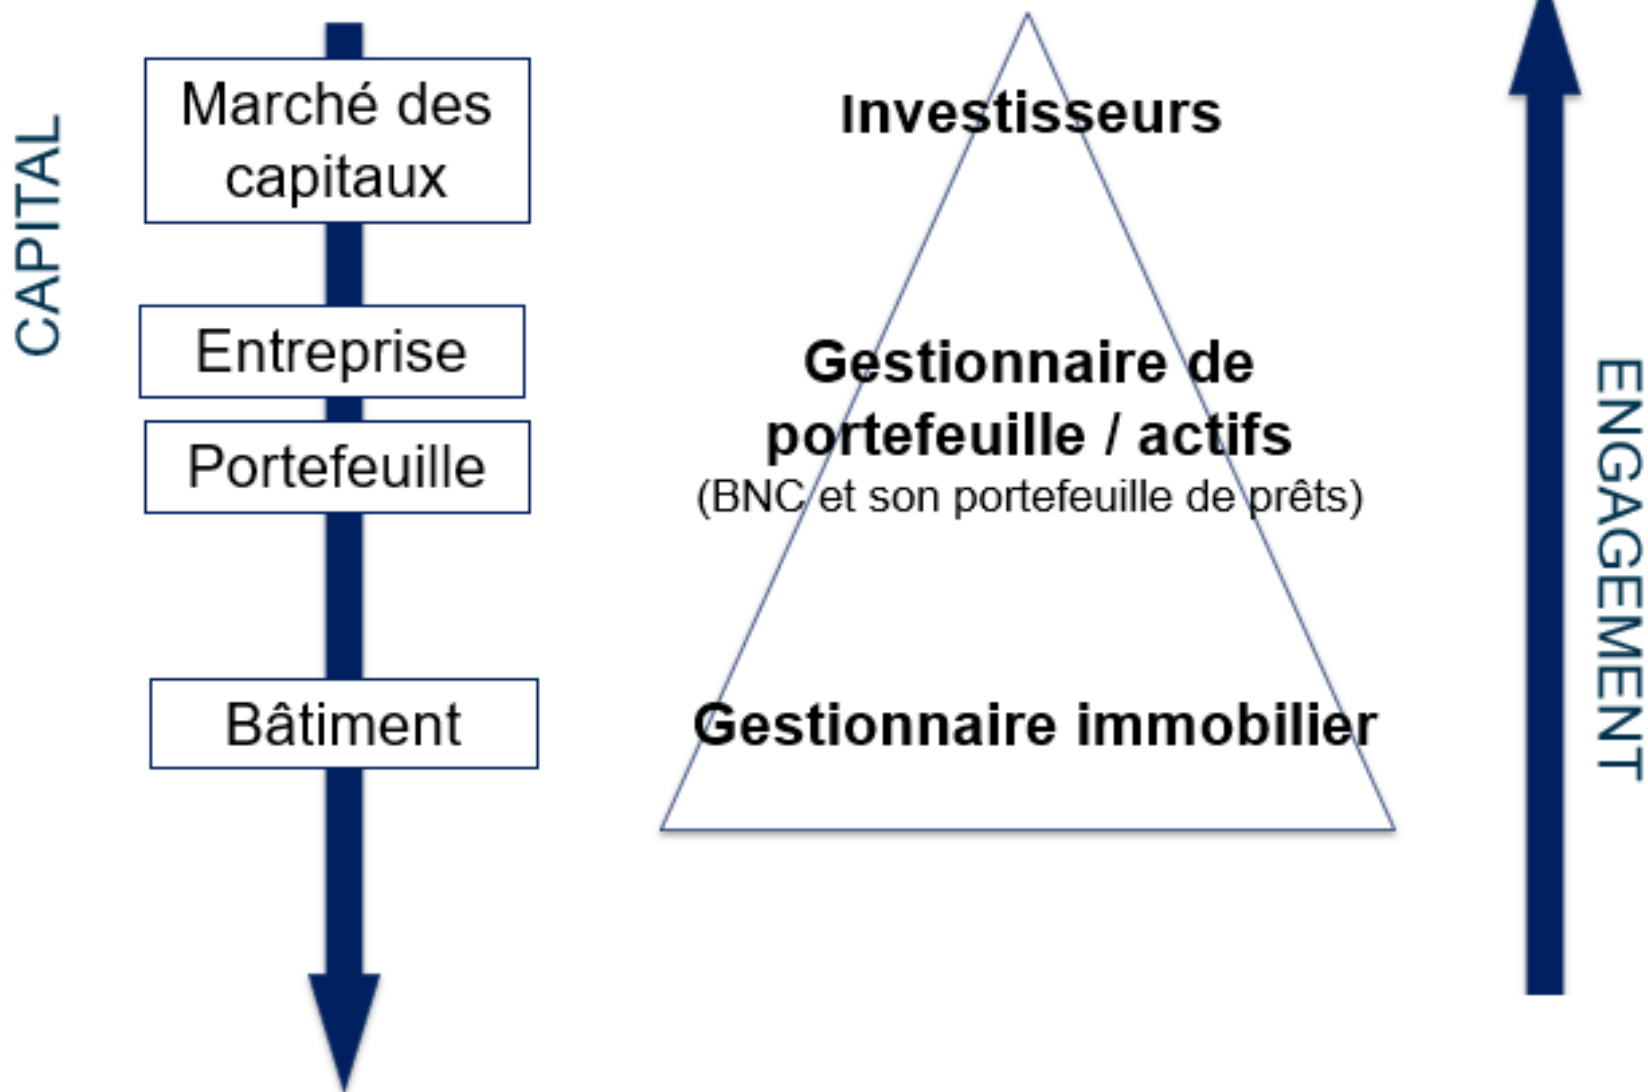 CAPITAL
Marché des
capitaux
Entreprise
Portefeuille
Bâtiment
Investisseurs
Gestionnaire de
portefeuille / actifs
(BNC et son portefeuille de prêts)
Gestionnaire immobilier
ENGAGEMENT